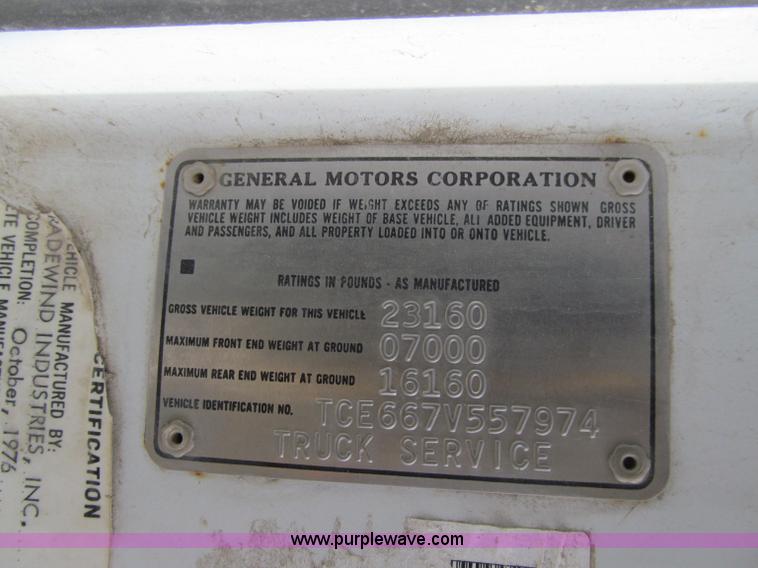 GENERAL MOTORS CORPORATION
WARRANTY MAY BE VOIDED IF WEIGHT EXCEEDS ANY OF RATINGS SHOWN GROSS
VEHICLE WEIGHT INCLUDES WEIGHT OF BASE VEHICLE, ALL ADDED EQUIPMENT, DRIVER
AND PASSENGERS, AND ALL PROPERTY LOADED INTO OR ONTO VEHICLE.
RATINGS IN POUNDS - AS MANUFACTURED
GROSS VEHICLE WEIGHT FOR THIS VEHICLE 23160
MAXIMUM FRONT END WEIGHT AT GROUND 07000
MAXIMUM REAR END WEIGHT AT GROUND 16160
VEHICLE IDENTIFICATION NO. TCE667V557974
TRUCK SERVICE
CERTIFICATION
MANUFACTURED BY:
INDUSTRIES, INC.
COMPLETION: October, 1976
VEHICLE
www.purplewave.com